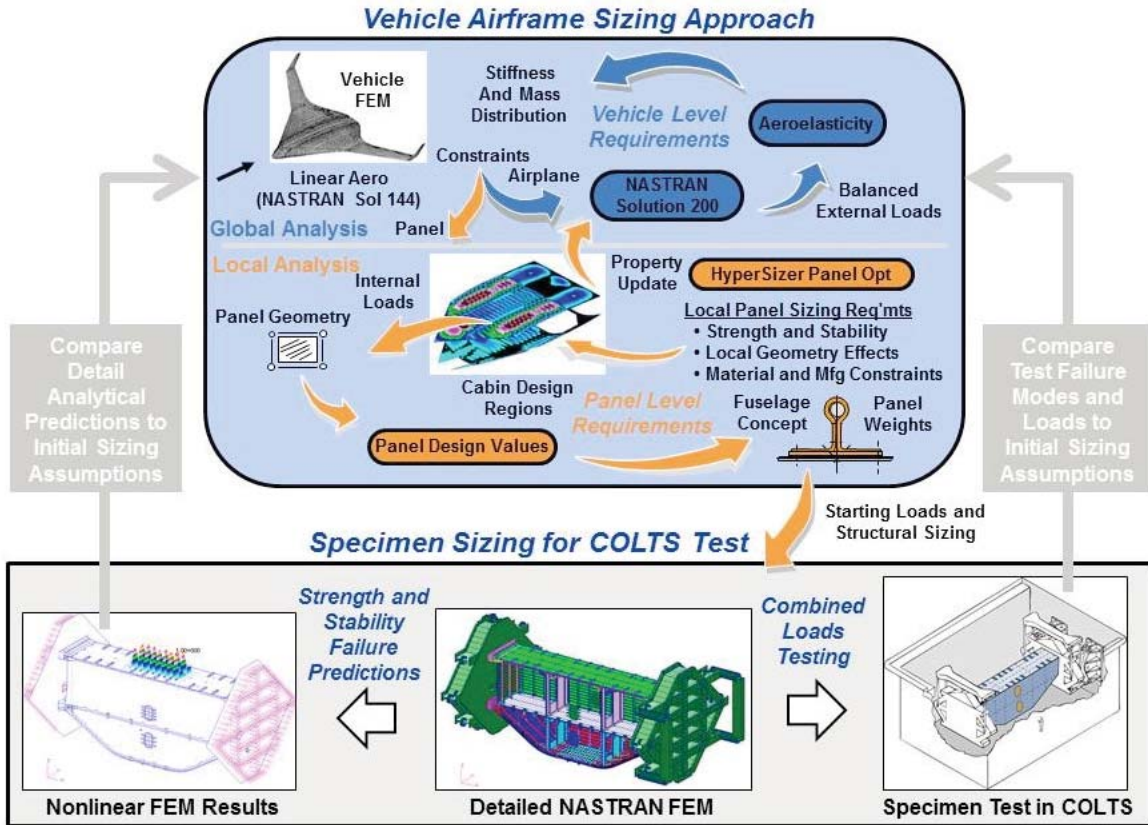 Vehicle Airframe Sizing Approach
Vehicle
FEM
Linear Aero
(NASTRAN Sol 144)
Stiffness
And Mass
Distribution
Vehicle Level
Requirements
Aeroelasticity
Constraints
Airplane
Panel
NASTRAN
Solution 200
Balanced
External Loads
Global Analysis
Local Analysis
Internal
Loads
Panel Geometry
Property
Update
HyperSizer Panel Opt
Local Panel Sizing Req'mts
• Strength and Stability
• Local Geometry Effects
• Material and Mfg Constraints
Cabin Design
Regions
Panel Level
Requirements
Panel Design Values
Fuselage
Concept
Panel
Weights
Compare
Detail
Analytical
Predictions to
Initial Sizing
Assumptions
Compare
Test Failure
Modes and
Loads to
Initial Sizing
Assumptions
Starting Loads and
Structural Sizing
Specimen Sizing for COLTS Test
Strength and
Stability
Failure
Predictions
Combined
Loads
Testing
Nonlinear FEM Results
Detailed NASTRAN FEM
Specimen Test in COLTS